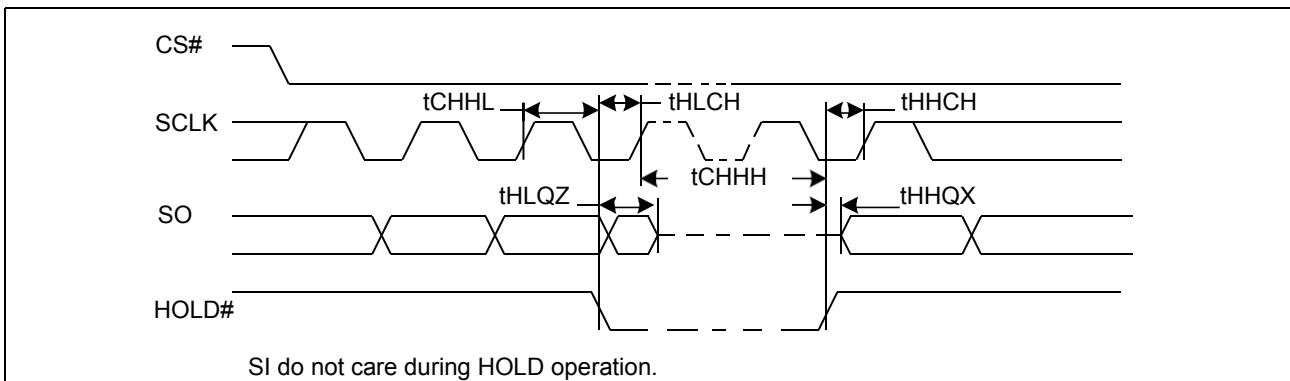 CS#
tCHHL
tHLCH
tHHCH
SCLK
tCHHH
tHLQZ
tHHQX
SO
HOLD#
SI do not care during HOLD operation.